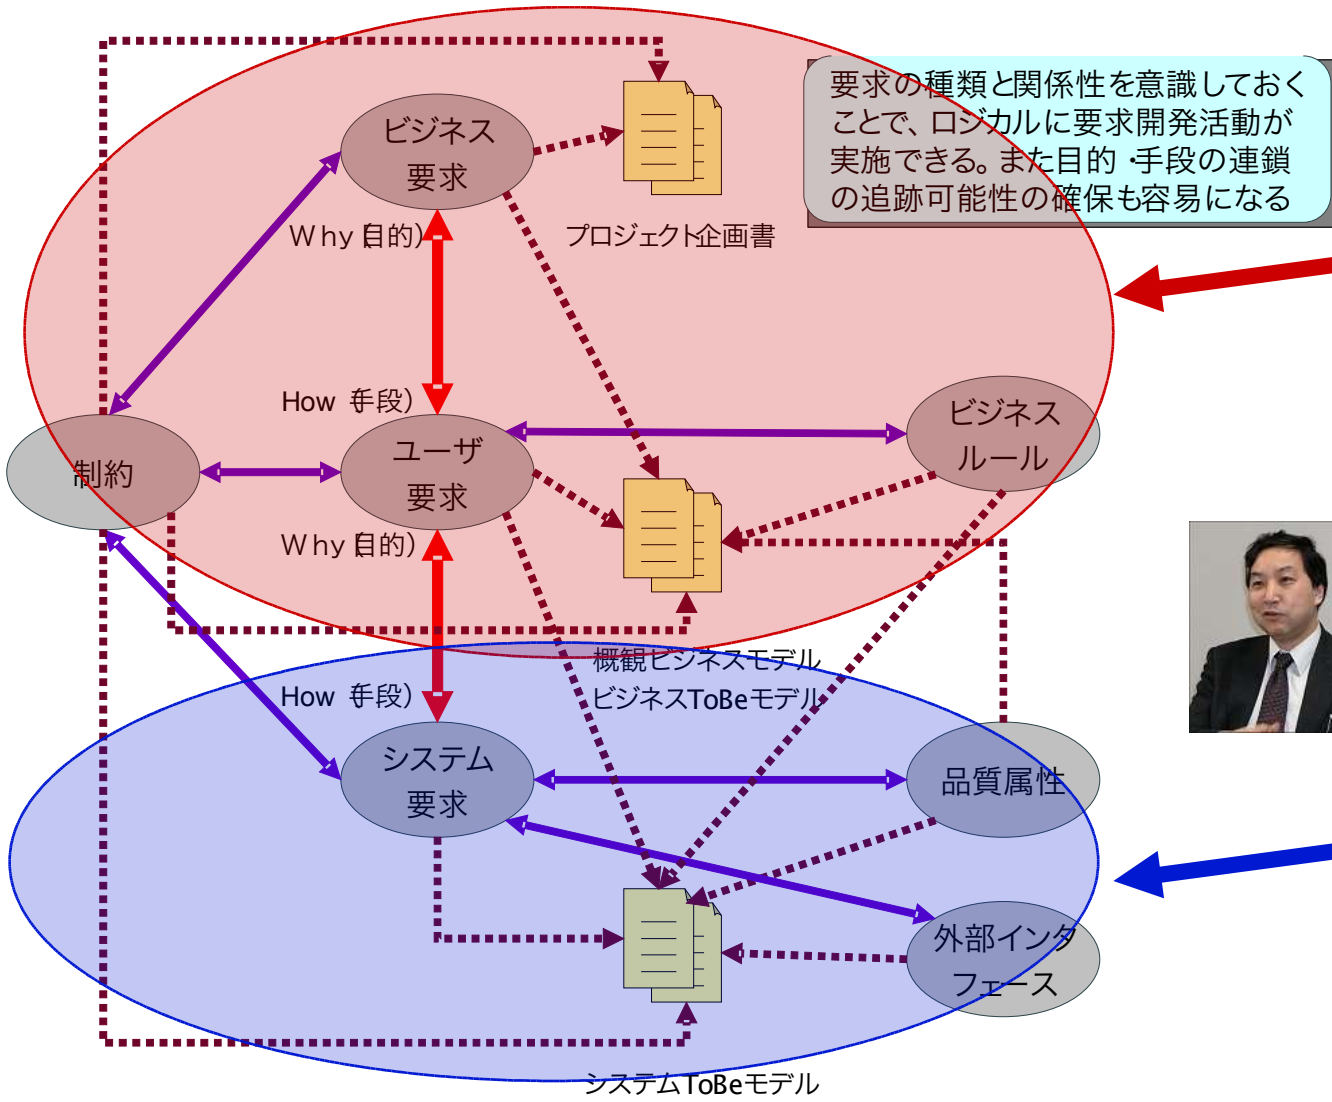 要求の種類と関係性を意識しておく
ことで、ロジカルに要求開発活動が
実施できる。また目的・手段の連鎖
の追跡可能性の確保も容易になる
ビジネス
要求
プロジェクト企画書
Why(目的)
How(手段)
制約
ユーザ
要求
ビジネス
ルール
Why(目的)
概観ビジネスモデル
ビジネスToBeモデル
How(手段)
システム
要求
品質属性
外部インタ
フェース
システムToBeモデル